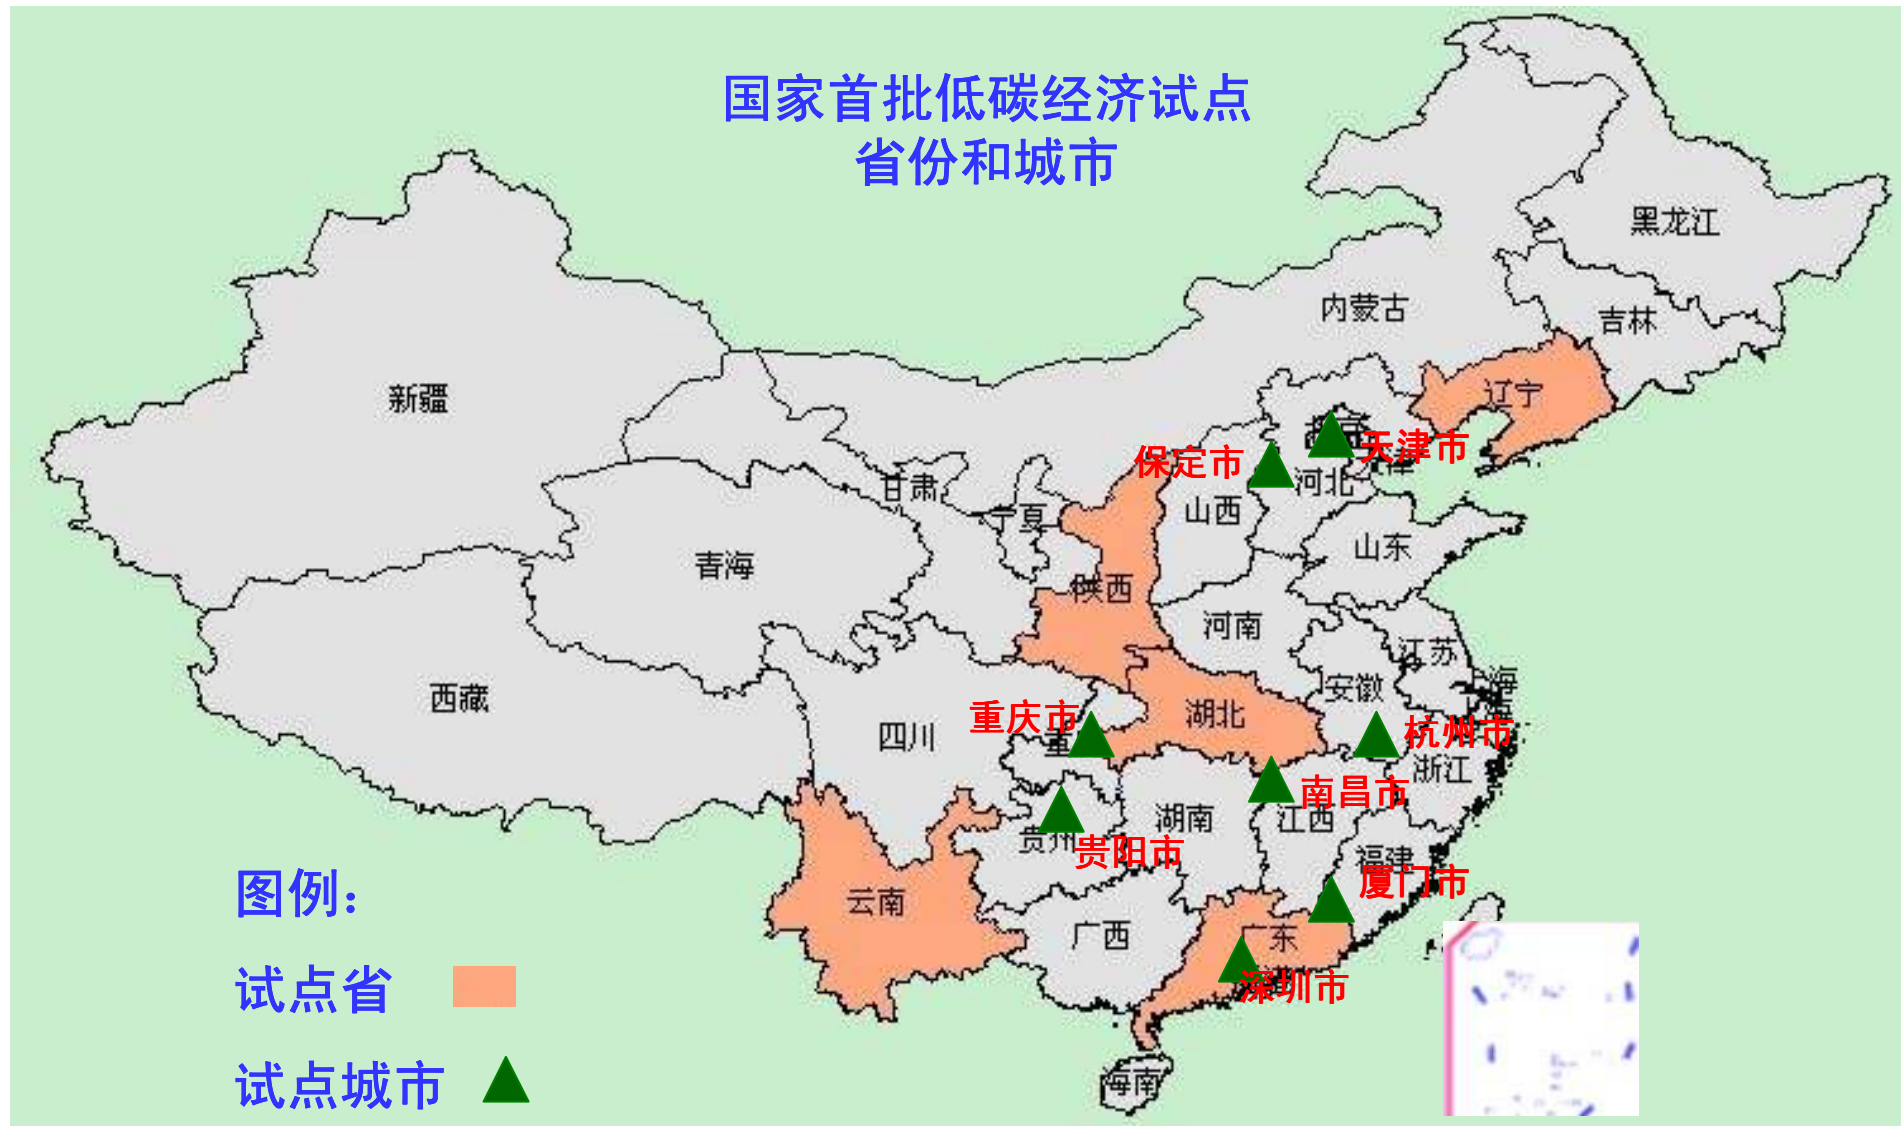 国家首批低碳经济试点
省份和城市
黑龙江
内蒙古
吉林
新疆
辽宁
天津市
保定市
河北
甘肃
宁夏
山西
山东
青海
陕西
河南
江苏
上海
西藏
安徽
重庆市
湖北
四川
杭州市
浙江
南昌市
湖南
江西
贵州
贵阳市
福建
厦门市
云南
广西
广东
深圳市
海南
图例:
试点省
试点城市